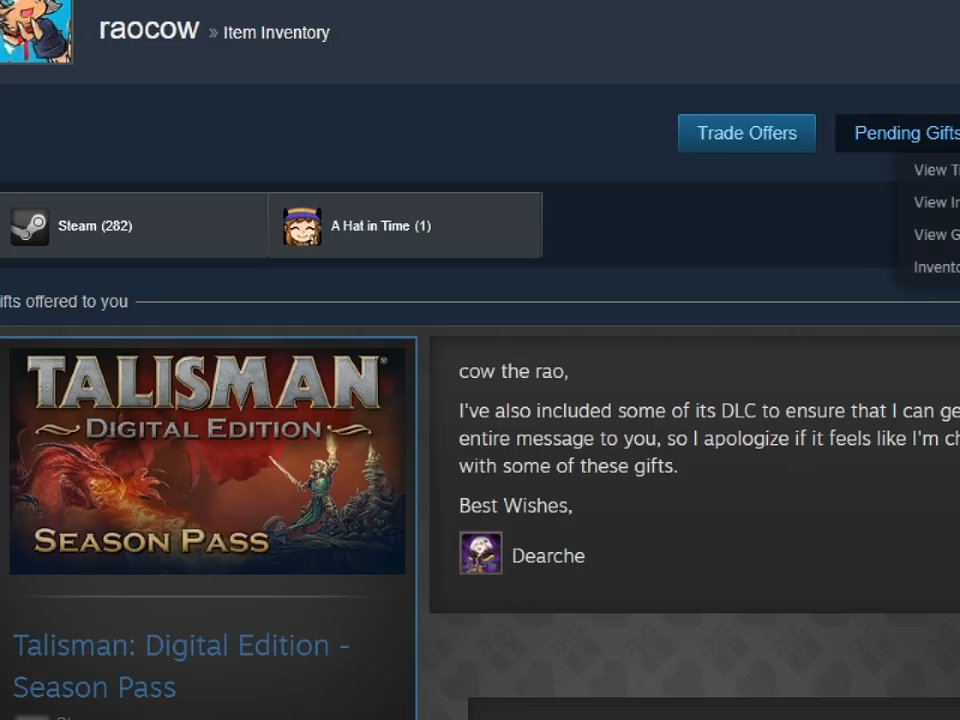 raocow » Item Inventory
Trade Offers
Pending Gifts
View
View
View
Steam (282)
A Hat in Time (1)
ifts offered to you
TALISMAN®
DIGITAL EDITION
SEASON PASS
cow the rao,
I've also included some of its DLC to ensure that I can
entire message to you, so I apologize if it feels like I'm
with some of these gifts.
Best Wishes,
Dearche
Talisman: Digital Edition -
Season Pass